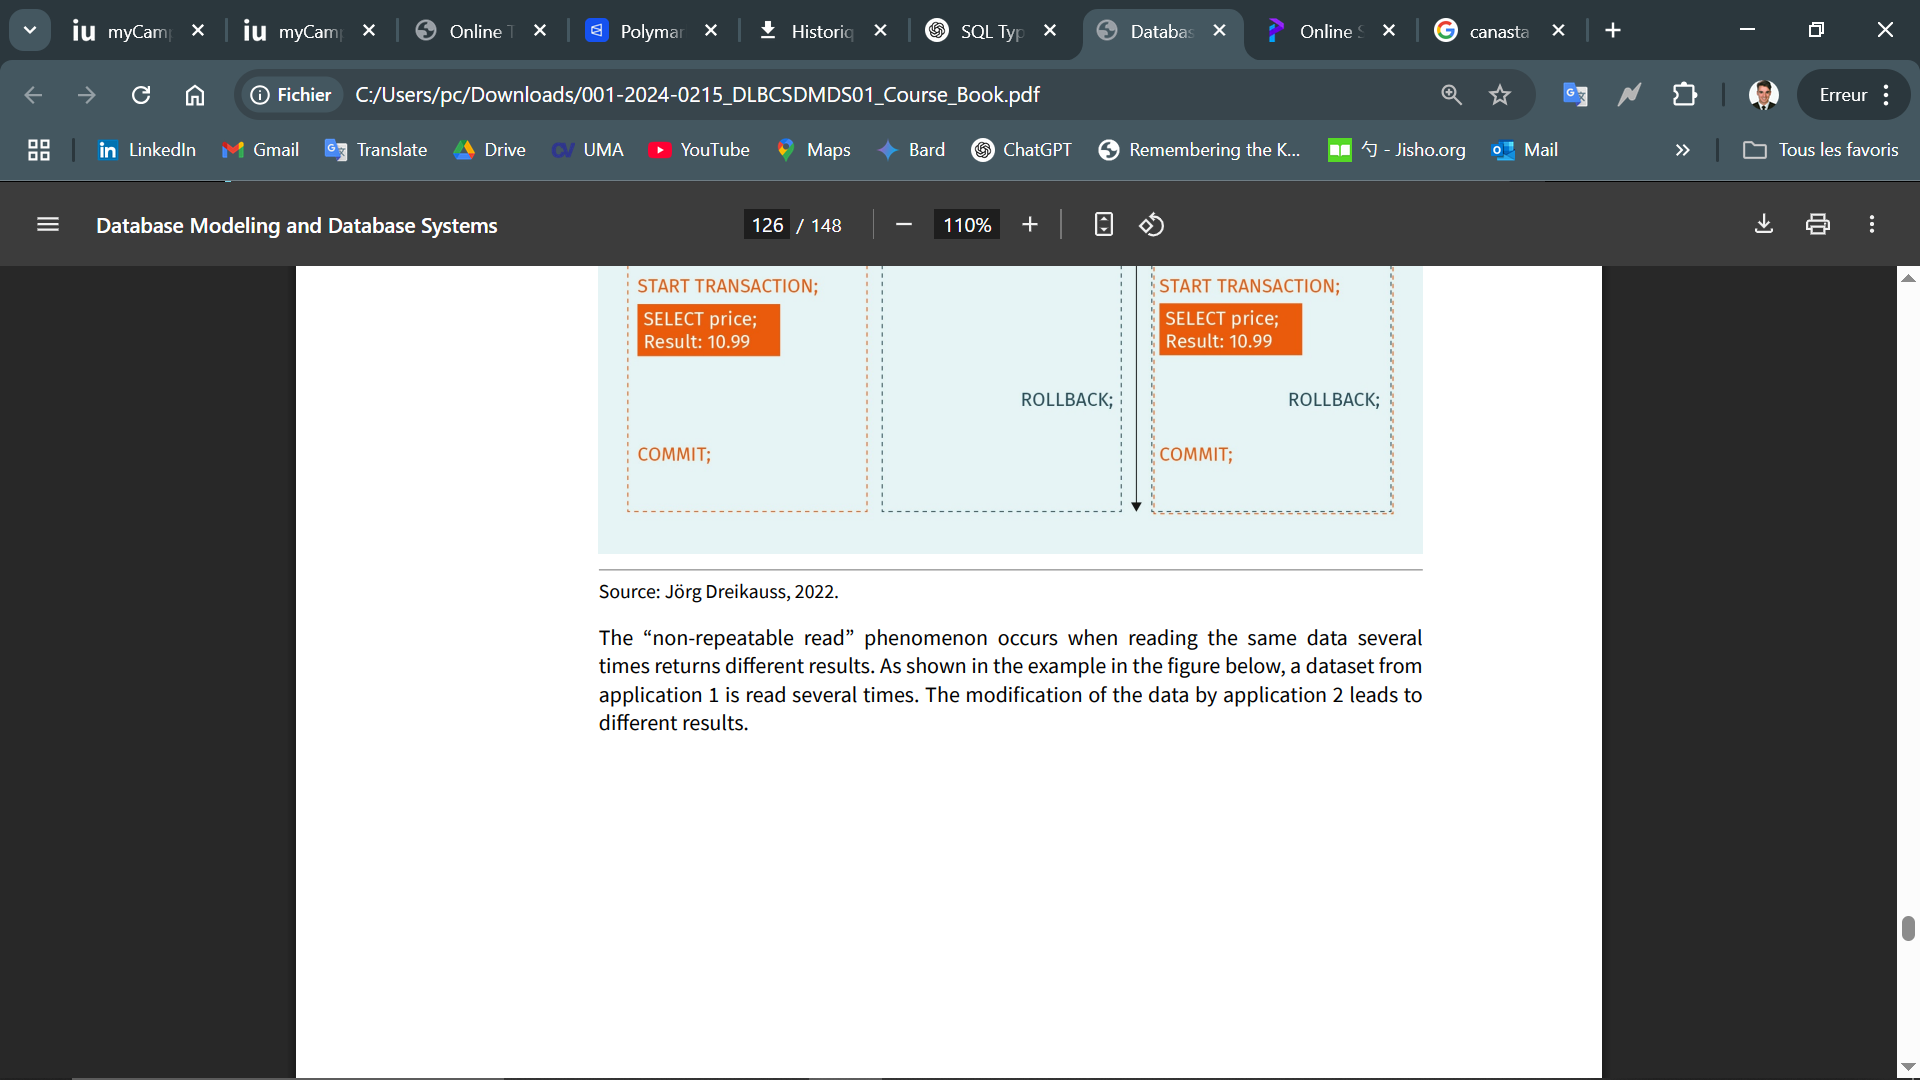 iu myCam
iu myCam
Online T
Polymar
Historiq
SQL Typ
Databas
Online S
canasta
Fichier
C:/Users/pc/Downloads/001-2024-0215_DLBCSDMDS01_Course_Book.pdf
Erreur
LinkedIn
Gmail
Translate
Drive
UMA
YouTube
Maps
Bard
ChatGPT
Remembering the K...
勺 - Jisho.org
Mail
Tous les favoris
Database Modeling and Database Systems
126 / 148
110%
START TRANSACTION;
START TRANSACTION;
SELECT price;
Result: 10.99
SELECT price;
Result: 10.99
ROLLBACK;
ROLLBACK;
COMMIT;
COMMIT;
Source: Jörg Dreikauss, 2022.
The “non-repeatable read” phenomenon occurs when reading the same data several
times returns different results. As shown in the example in the figure below, a dataset from
application 1 is read several times. The modification of the data by application 2 leads to
different results.